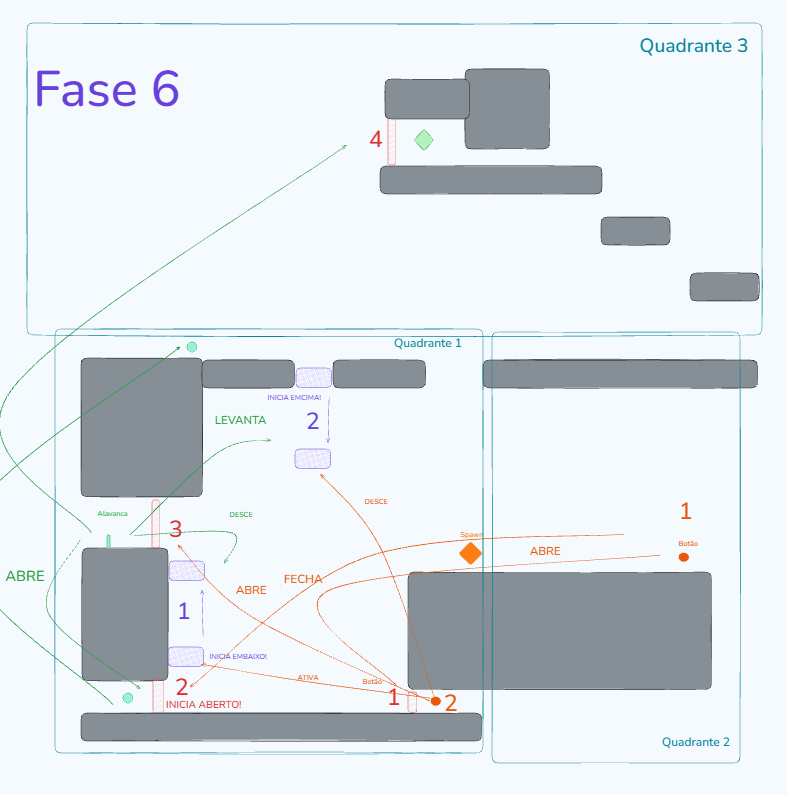 Quadrante 3
Fase 6
4
Quadrante 1
INICIA EMCIMA!
2
LEVANTA
DESCE
Alavanca
DESCE
3
1
Botão
Spawn
ABRE
FECHA
ABRE
ABRE
1
INICIA EMBAIXO!
ATIVA
Botão
2
1
2
INICIA ABERTO!
Quadrante 2